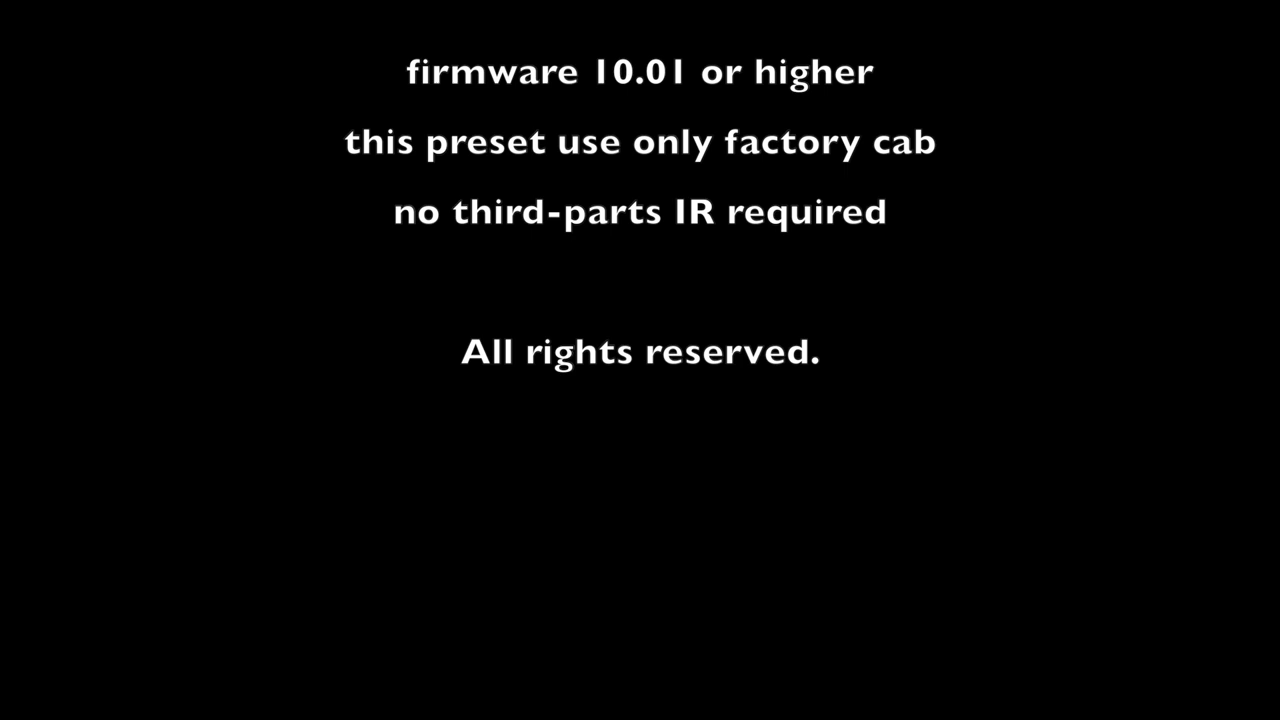 firmware 10.01 or higher
this preset use only factory cab
no third-parts IR required
All rights reserved.